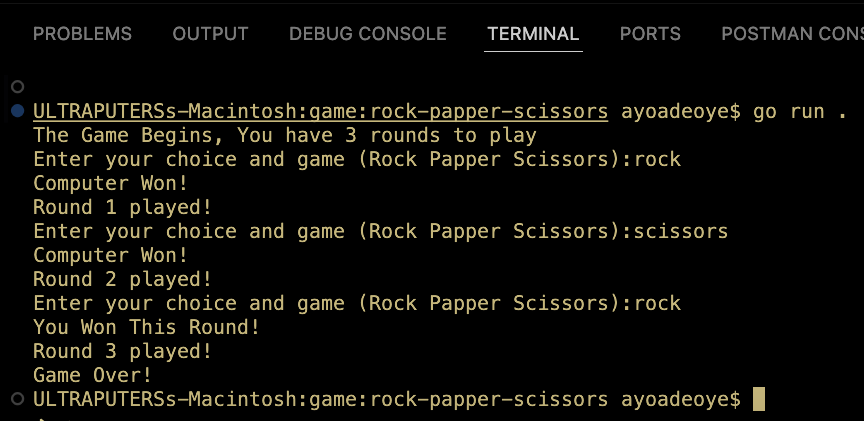 PROBLEMS OUTPUT DEBUG CONSOLE TERMINAL PORTS POSTMAN CONS
ULTRAPUTERSs-Macintosh:game:rock-papper-scissors ayoadeoye$ go run .
The Game Begins, You have 3 rounds to play
Enter your choice and game (Rock Papper Scissors):rock
Computer Won!
Round 1 played!
Enter your choice and game (Rock Papper Scissors):scissors
Computer Won!
Round 2 played!
Enter your choice and game (Rock Papper Scissors):rock
You Won This Round!
Round 3 played!
Game Over!
ULTRAPUTERSs-Macintosh:game:rock-papper-scissors ayoadeoye$